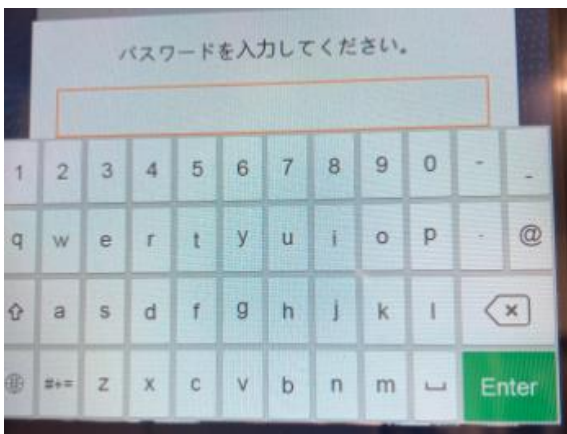 パスワードを入力してください。
1 2 3 4 5 6 7 8 9 0 - _
q w e r t y u i o p . @
a s d f g h j k l
#+= z x c v b n m Enter